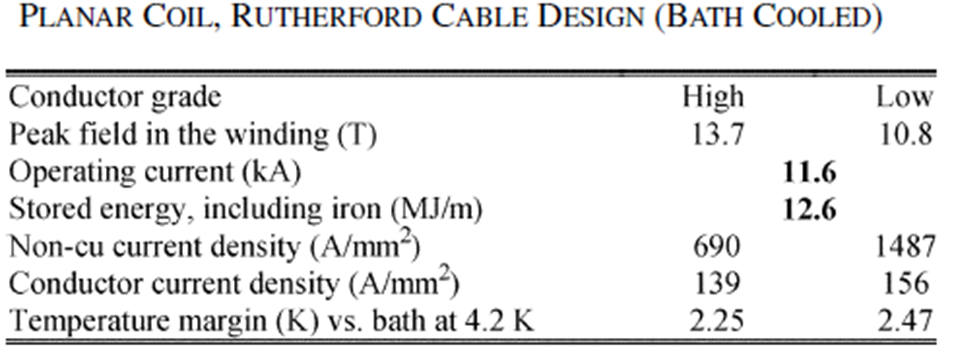 PLANAR COIL, RUTHERFORD CABLE DESIGN (BATH COOLED)
Conductor grade High Low
Peak field in the winding (T) 13.7 10.8
Operating current (kA) 11.6
Stored energy, including iron (MJ/m) 12.6
Non-cu current density (A/mm²) 690 1487
Conductor current density (A/mm²) 139 156
Temperature margin (K) vs. bath at 4.2 K 2.25 2.47